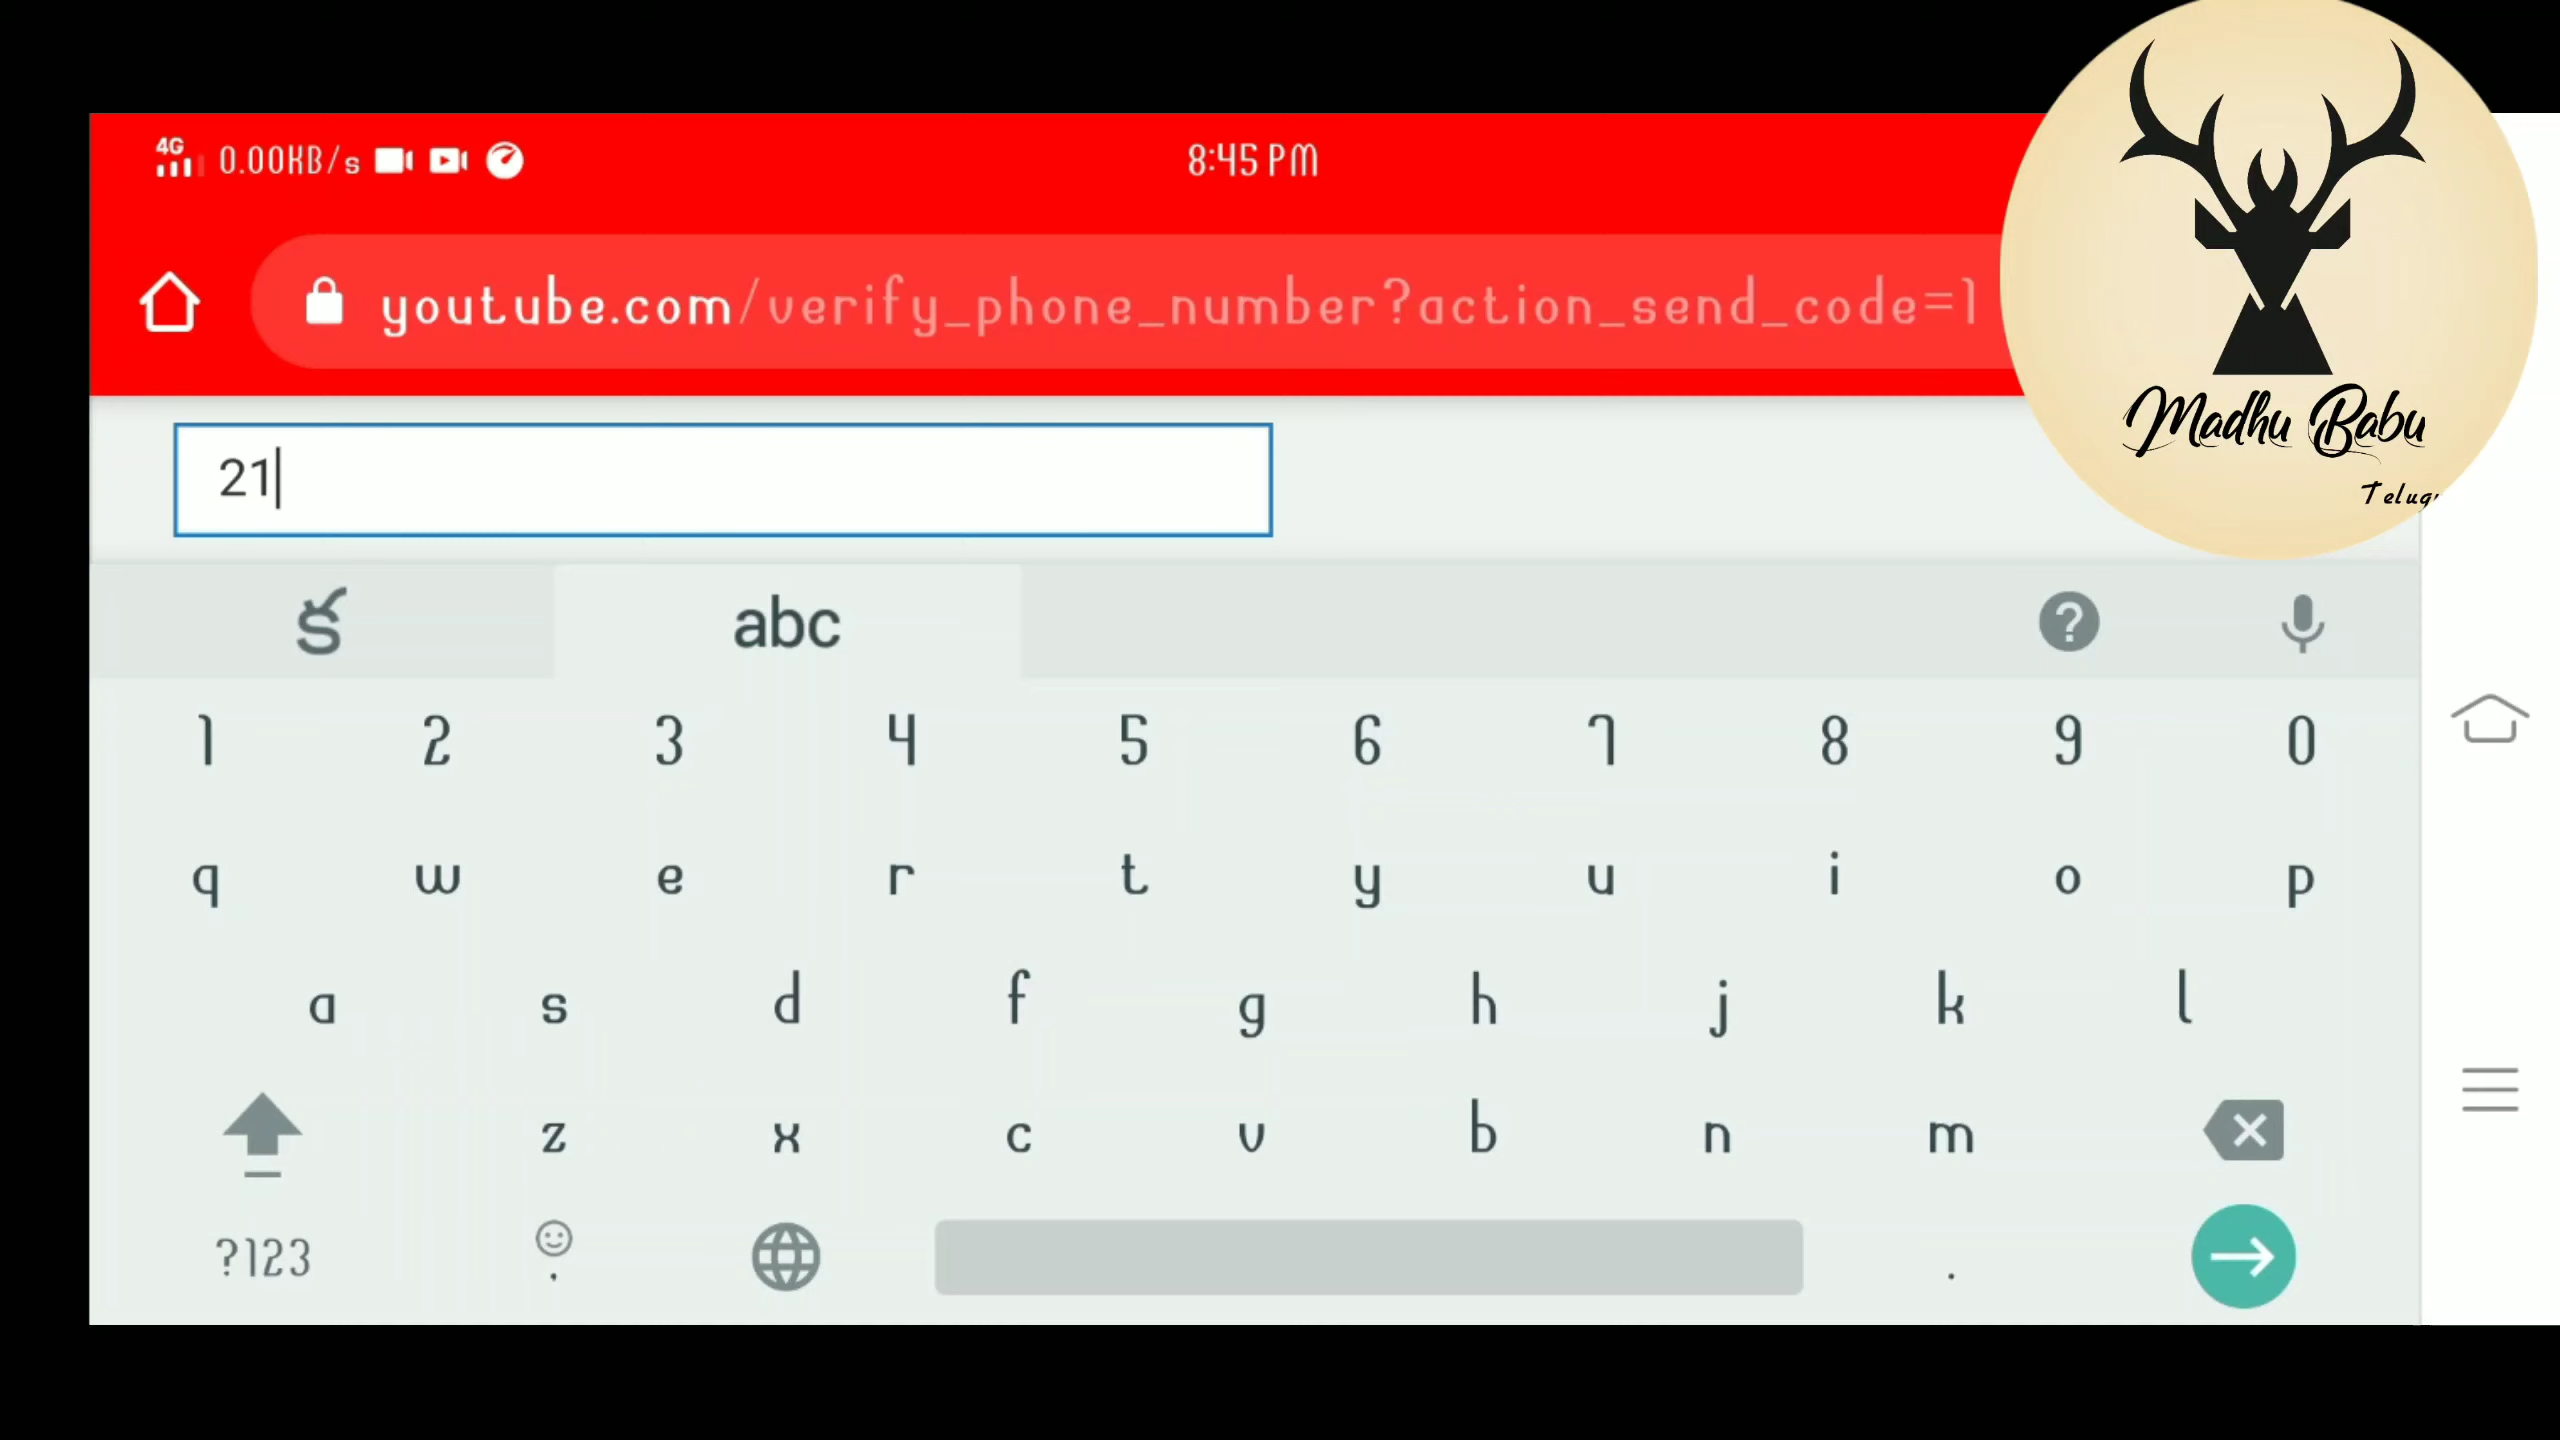 4G 0.00KB/s 8:45 PM
youtube.com/verify_phone_number?action_send_code=1
Madhu Babu
21
క abc
1 2 3 4 5 6 7 8 9 0
q w e r t y u i o p
a s d f g h j k l
z x c v b n m
?123 , .